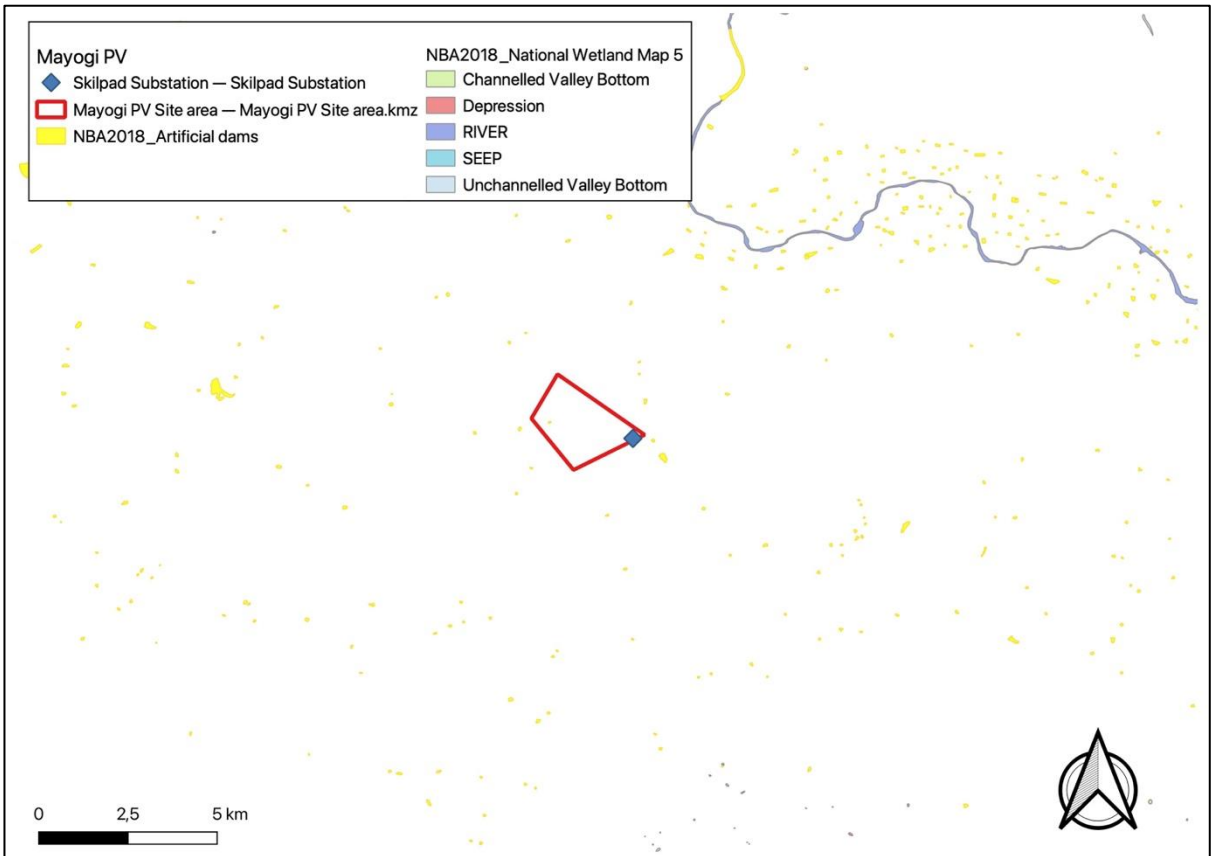 Mayogi PV
Skilpad Substation — Skilpad Substation
Mayogi PV Site area — Mayogi PV Site area.kmz
NBA2018_Artificial dams
NBA2018_National Wetland Map 5
Channelled Valley Bottom
Depression
RIVER
SEEP
Unchannelled Valley Bottom
0 2,5 5 km